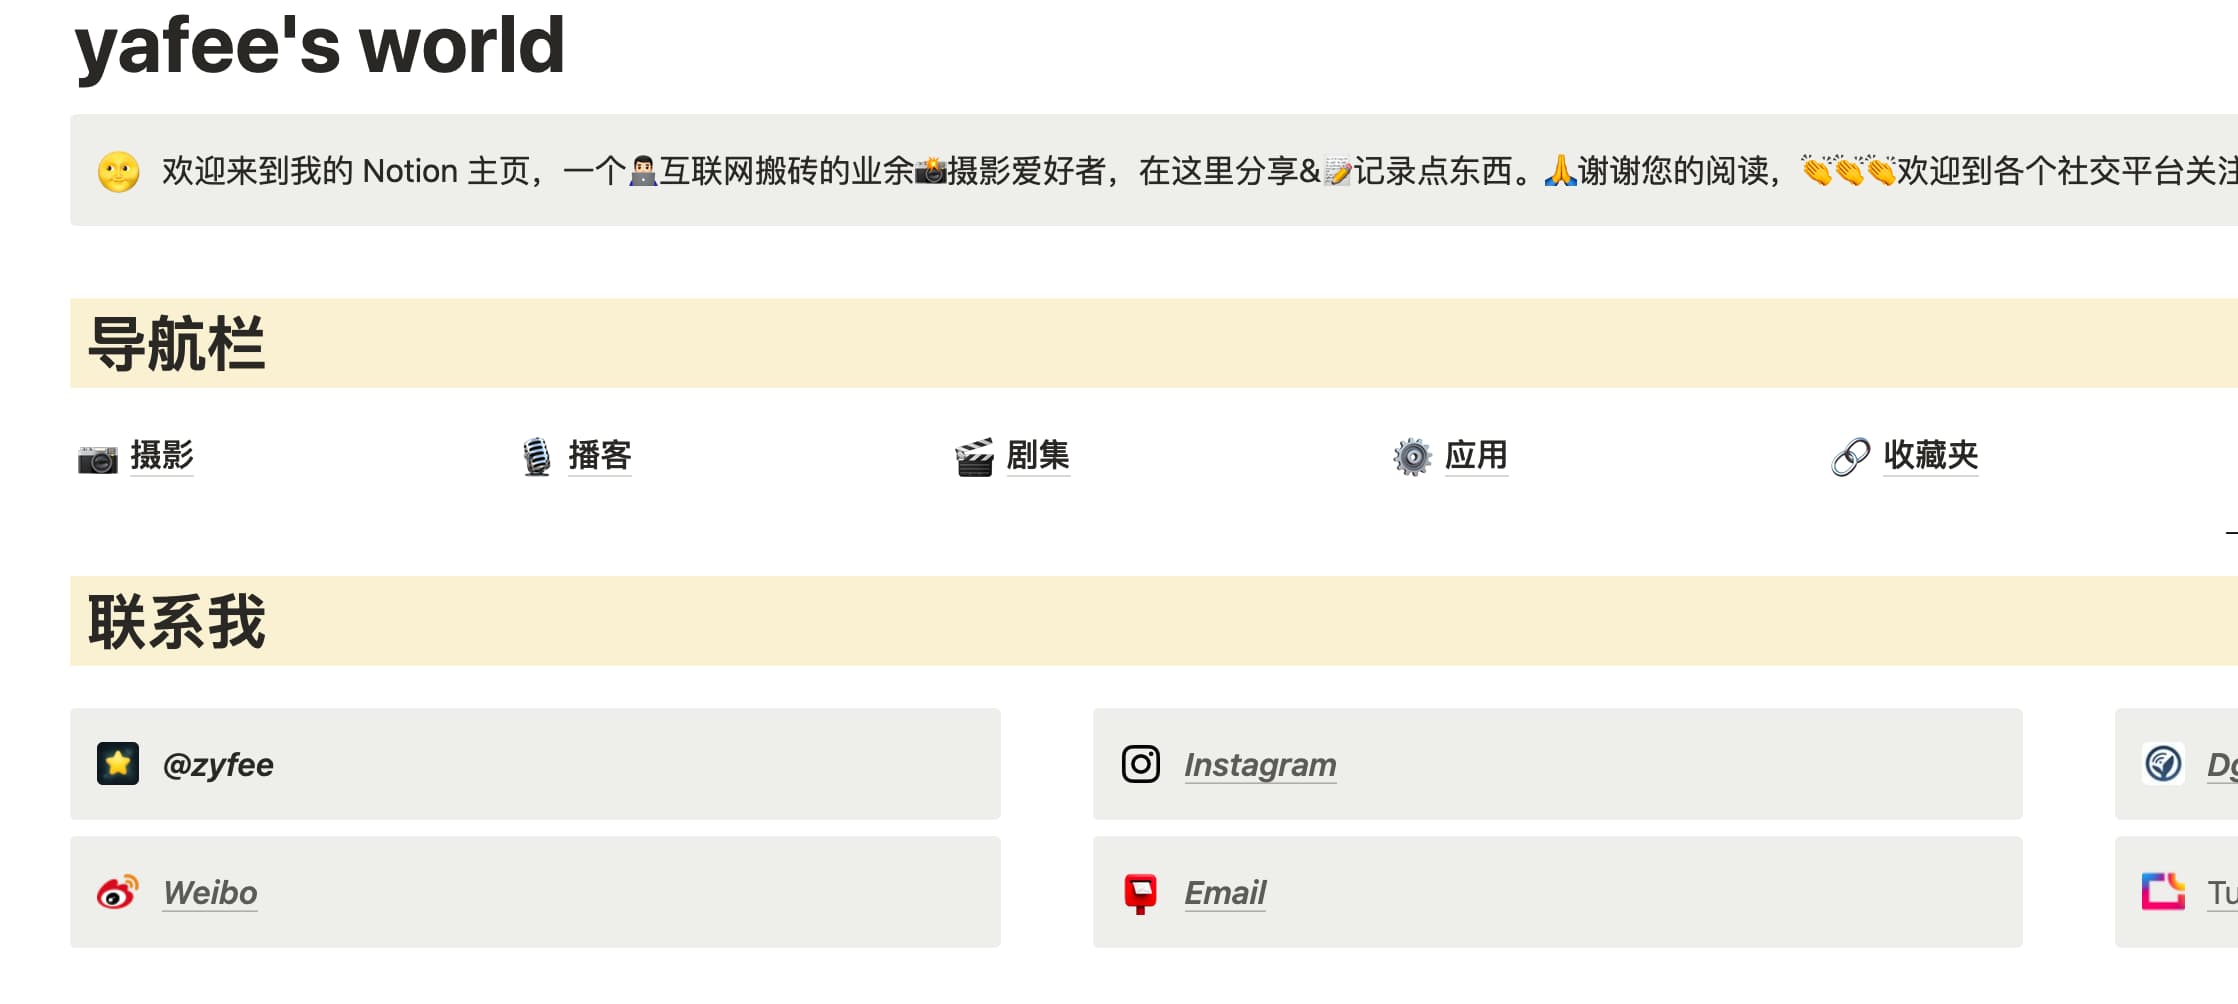 yafee's world
🌝 欢迎来到我的 Notion 主页，一个👨🏻‍💻互联网搬砖的业余📸摄影爱好者，在这里分享&📝记录点东西。🙏谢谢您的阅读，👏👏👏欢迎到各个社交平台关注
导航栏
📷 摄影 🎙 播客 🎬 剧集 ⚙️ 应用 🔗 收藏夹
联系我
@zyfee Instagram
Weibo Email